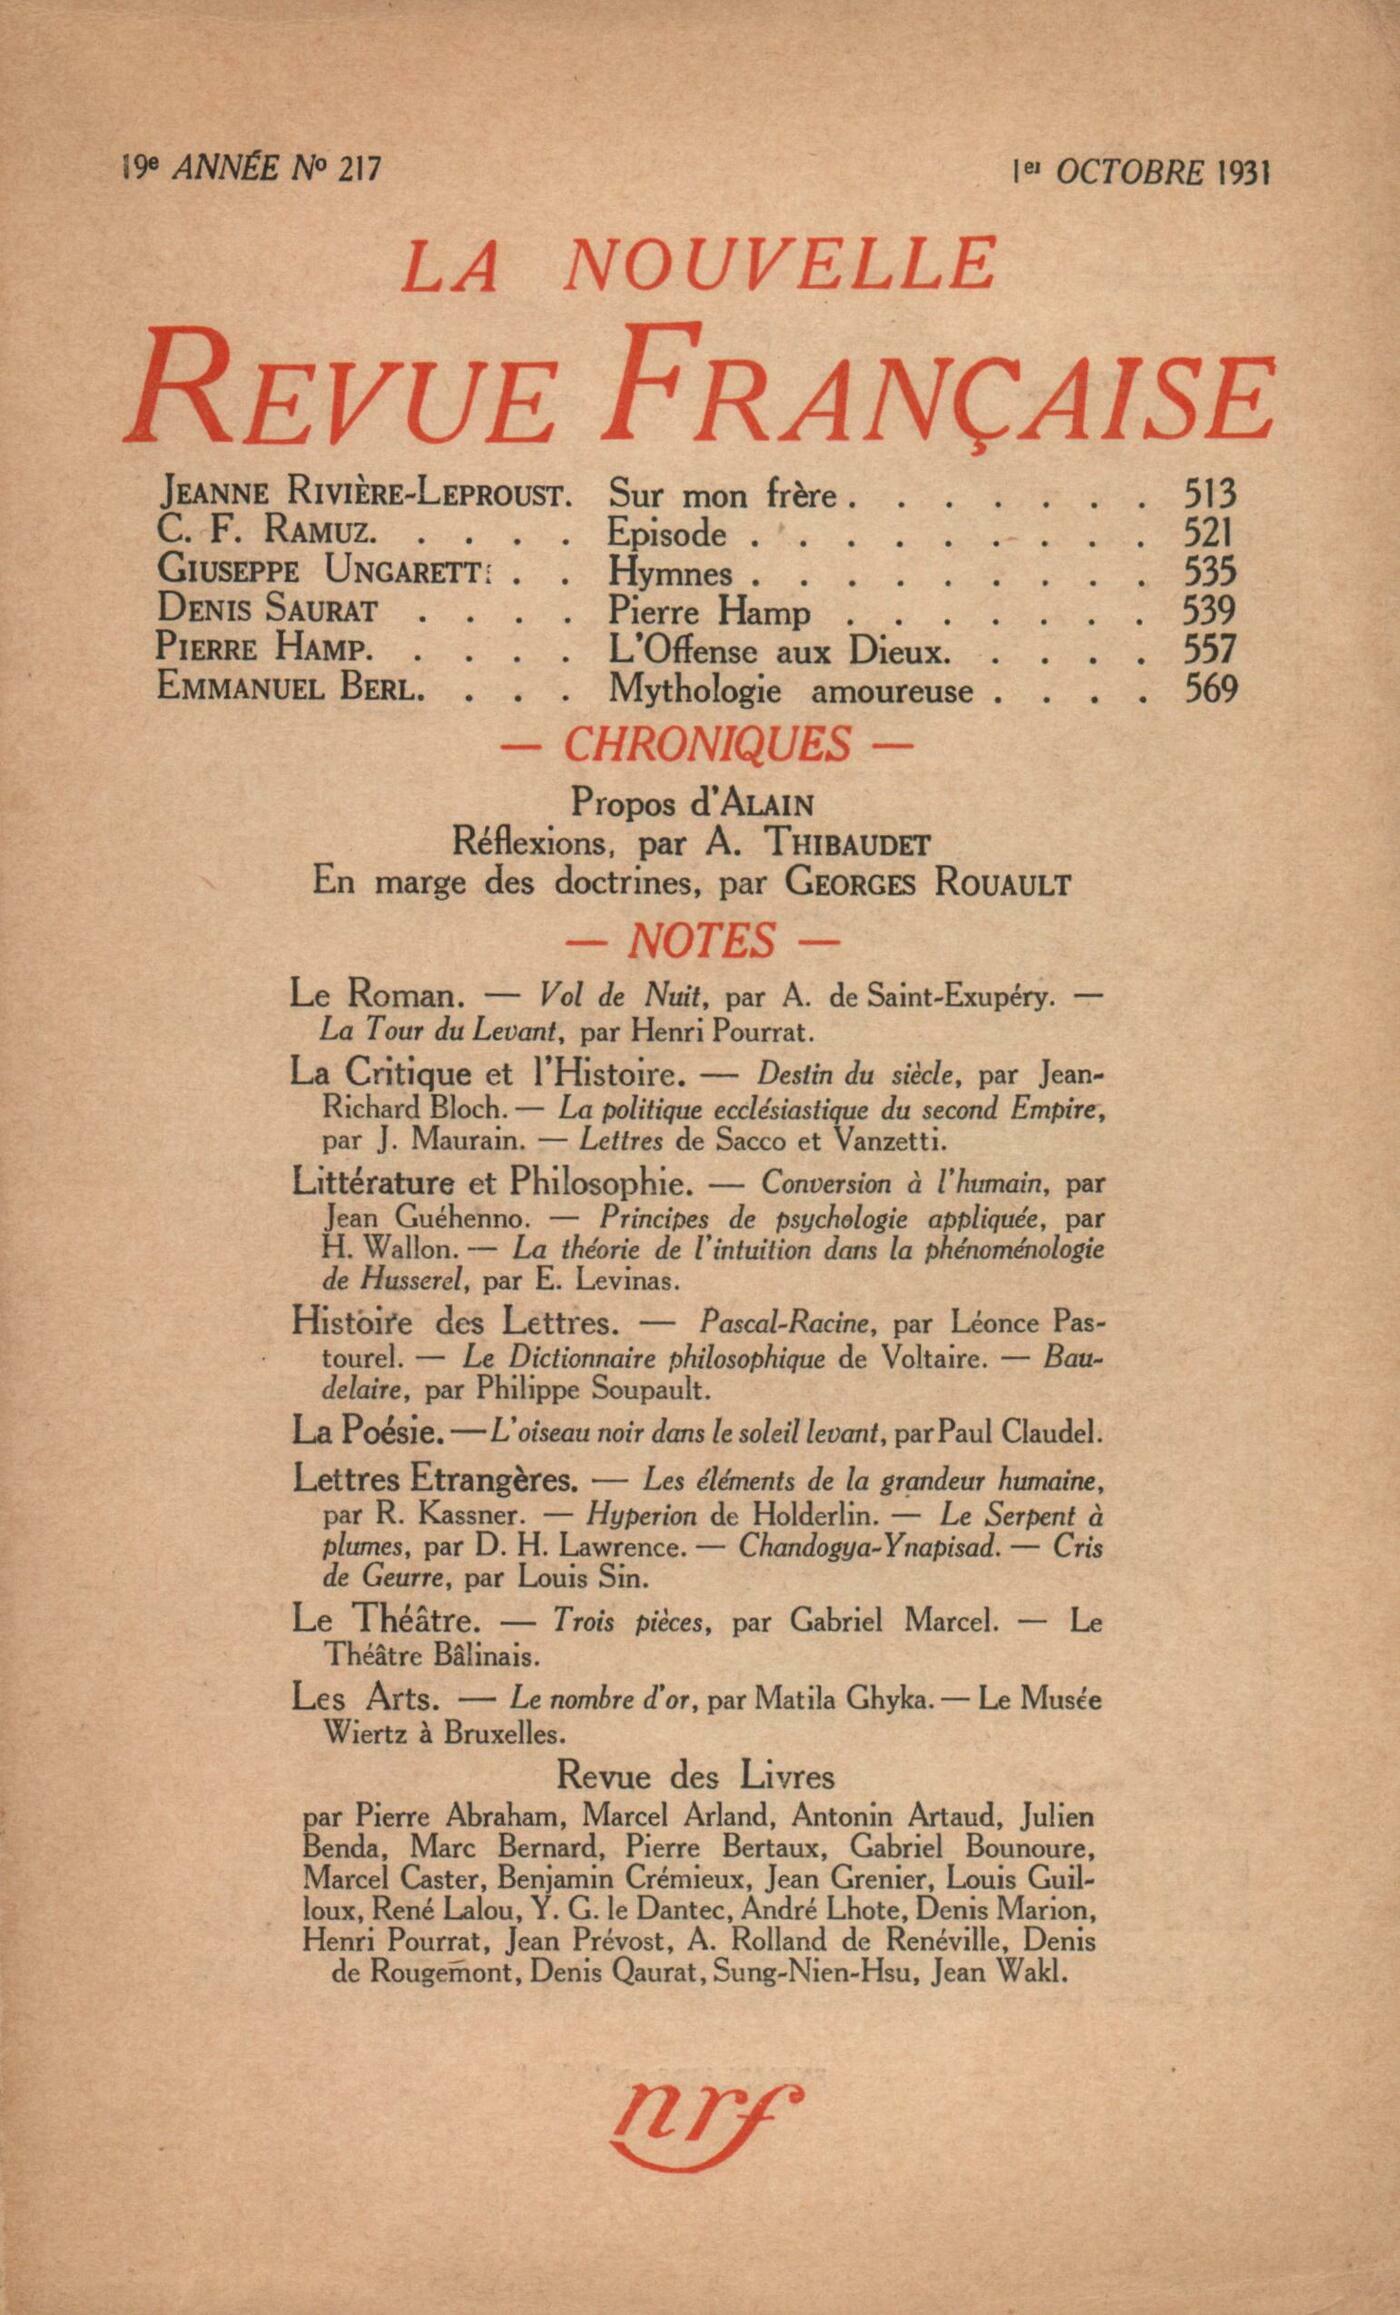 19e ANNÉE No 217
1er OCTOBRE 1931
LA NOUVELLE
REVUE FRANÇAISE
JEANNE RIVIÈRE-LEPROUST. Sur mon frère . . . . . . . 513
C. F. RAMUZ. . . . . Episode . . . . . . . . . 521
GIUSEPPE UNGARETTI . . Hymnes . . . . . . . . . 535
DENIS SAURAT . . . . Pierre Hamp . . . . . . . 539
PIERRE HAMP. . . . . L'Offense aux Dieux. . . . . 557
EMMANUEL BERL. . . . Mythologie amoureuse . . . . 569
— CHRONIQUES —
Propos d'ALAIN
Réflexions, par A. THIBAUDET
En marge des doctrines, par GEORGES ROUAULT
— NOTES —
Le Roman. — Vol de Nuit, par A. de Saint-Exupéry. —
La Tour du Levant, par Henri Pourrat.
La Critique et l'Histoire. — Destin du siècle, par Jean-
Richard Bloch. — La politique ecclésiastique du second Empire,
par J. Maurain. — Lettres de Sacco et Vanzetti.
Littérature et Philosophie. — Conversion à l'humain, par
Jean Guéhenno. — Principes de psychologie appliquée, par
H. Wallon. — La théorie de l'intuition dans la phénoménologie
de Husserel, par E. Levinas.
Histoire des Lettres. — Pascal-Racine, par Léonce Pas-
tourel. — Le Dictionnaire philosophique de Voltaire. — Bau-
delaire, par Philippe Soupault.
La Poésie. — L'oiseau noir dans le soleil levant, par Paul Claudel.
Lettres Etrangères. — Les éléments de la grandeur humaine,
par R. Kassner. — Hyperion de Holderlin. — Le Serpent à
plumes, par D. H. Lawrence. — Chandogya-Ynapisad. — Cris
de Geurre, par Louis Sin.
Le Théâtre. — Trois pièces, par Gabriel Marcel. — Le
Théâtre Bâlinais.
Les Arts. — Le nombre d'or, par Matila Ghyka. — Le Musée
Wiertz à Bruxelles.
Revue des Livres
par Pierre Abraham, Marcel Arland, Antonin Artaud, Julien
Benda, Marc Bernard, Pierre Bertaux, Gabriel Bounoure,
Marcel Caster, Benjamin Crémieux, Jean Grenier, Louis Guil-
loux, René Lalou, Y. G. le Dantec, André Lhote, Denis Marion,
Henri Pourrat, Jean Prévost, A. Rolland de Renéville, Denis
de Rougemont, Denis Qaurat, Sung-Nien-Hsu, Jean Wakl.
nrf